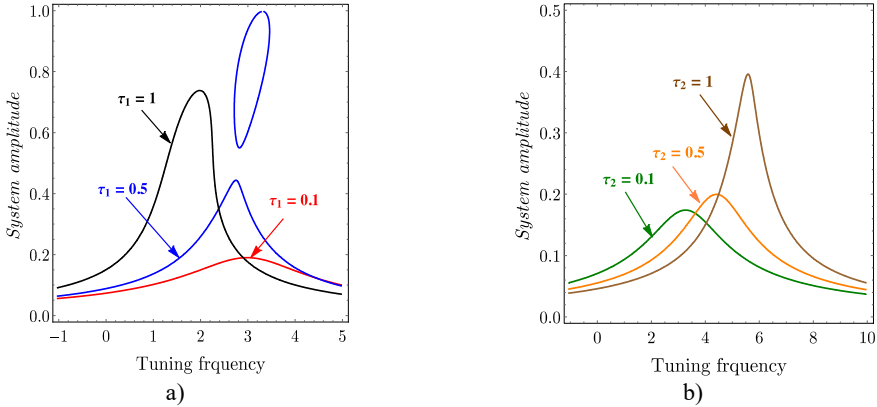 1.0
0.8
0.6
0.4
0.2
0.0
System amplitude
τ1 = 1
τ1 = 0.5
τ1 = 0.1
−1 0 1 2 3 4 5
Tuning frquency
a)
0.5
0.4
0.3
0.2
0.1
0.0
System amplitude
τ2 = 1
τ2 = 0.5
τ2 = 0.1
0 2 4 6 8 10
Tuning frquency
b)